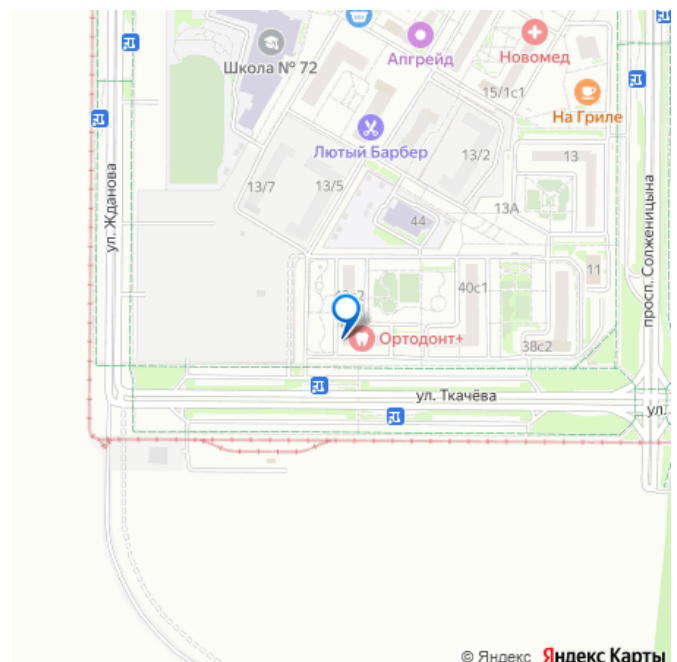 Школа № 72
Апгрейд
Новомед
15/1с1
На Гриле
Лютый Барбер
13/7
13/5
13/2
13
13А
44
11
ул. Жданова
просп. Солженицына
40с1
Ортодонт+
38с2
ул. Ткачёва
ул.
© Яндекс Яндекс Карты